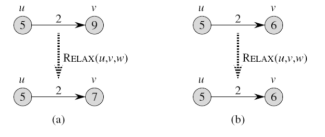 u v u v
5 2 9 5 2 6
RELAX(u,v,w) RELAX(u,v,w)
u v u v
5 2 7 5 2 6
(a) (b)